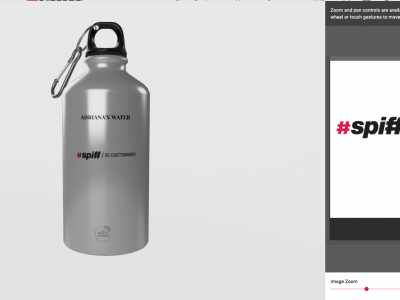 ADRIANA'S WATER
#spiff / 3D CUSTOMISER
Zoom and pan controls are avail
wheel or touch gestures to move
#spiff
Image Zoom